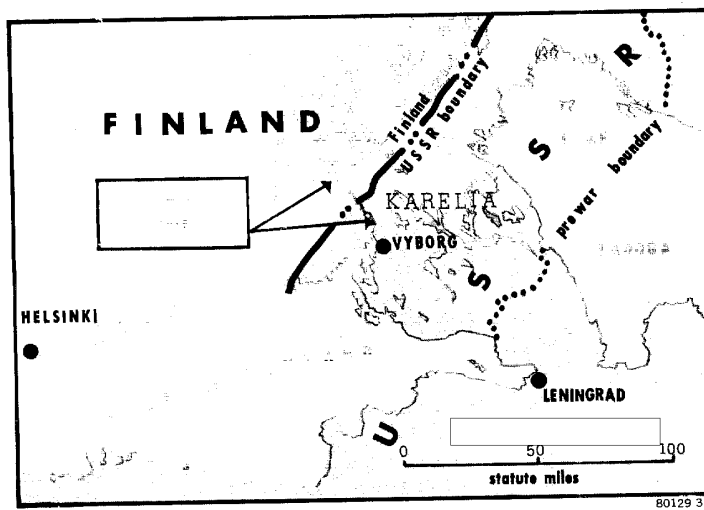 FINLAND
Finland
USSR boundary
KARELIA
VYBORG
prewar boundary
HELSINKI
LENINGRAD
U S S R
0 50 100
statute miles
80129 3